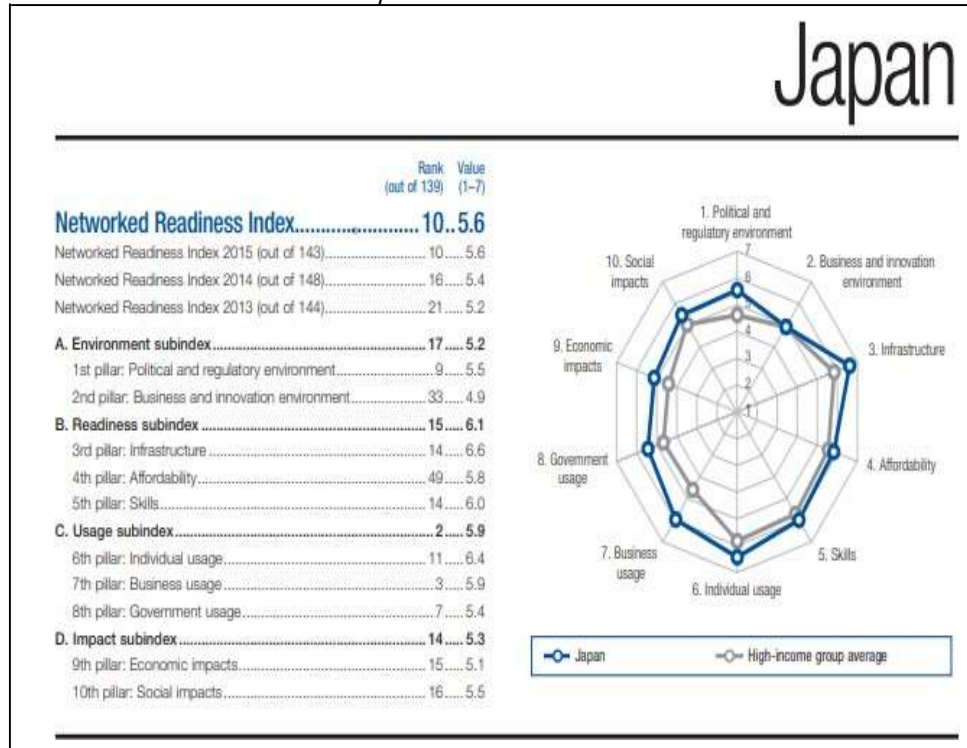 Japan
Rank Value
(out of 139) (1–7)
Networked Readiness Index........................ 10..5.6
Networked Readiness Index 2015 (out of 143)........................... 10..... 5.6
Networked Readiness Index 2014 (out of 148)........................... 16..... 5.4
Networked Readiness Index 2013 (out of 144)........................... 21..... 5.2
A. Environment subindex.......................................................... 17..... 5.2
1st pillar: Political and regulatory environment......................... 9..... 5.5
2nd pillar: Business and innovation environment.................... 33..... 4.9
B. Readiness subindex............................................................. 15..... 6.1
3rd pillar: Infrastructure.......................................................... 14..... 6.6
4th pillar: Affordability............................................................. 49..... 5.8
5th pillar: Skills....................................................................... 14..... 6.0
C. Usage subindex..................................................................... 2..... 5.9
6th pillar: Individual usage....................................................... 11..... 6.4
7th pillar: Business usage........................................................ 3..... 5.9
8th pillar: Government usage.................................................... 7..... 5.4
D. Impact subindex.................................................................. 14..... 5.3
9th pillar: Economic impacts.................................................... 15..... 5.1
10th pillar: Social impacts........................................................ 16..... 5.5
1. Political and
regulatory environment
2. Business and innovation
environment
3. Infrastructure
4. Affordability
5. Skills
6. Individual usage
7. Business
usage
8. Government
usage
9. Economic
impacts
10. Social
impacts
7
6
4
3
2
1
Japan
High-income group average